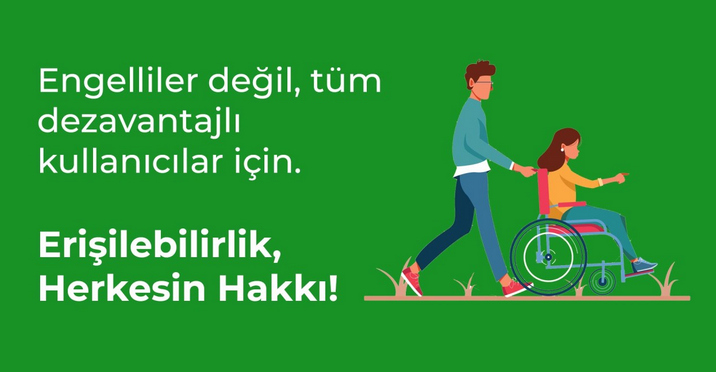 Engelliler değil, tüm
dezavantajlı
kullanıcılar için.
Erişilebilirlik,
Herkesin Hakkı!